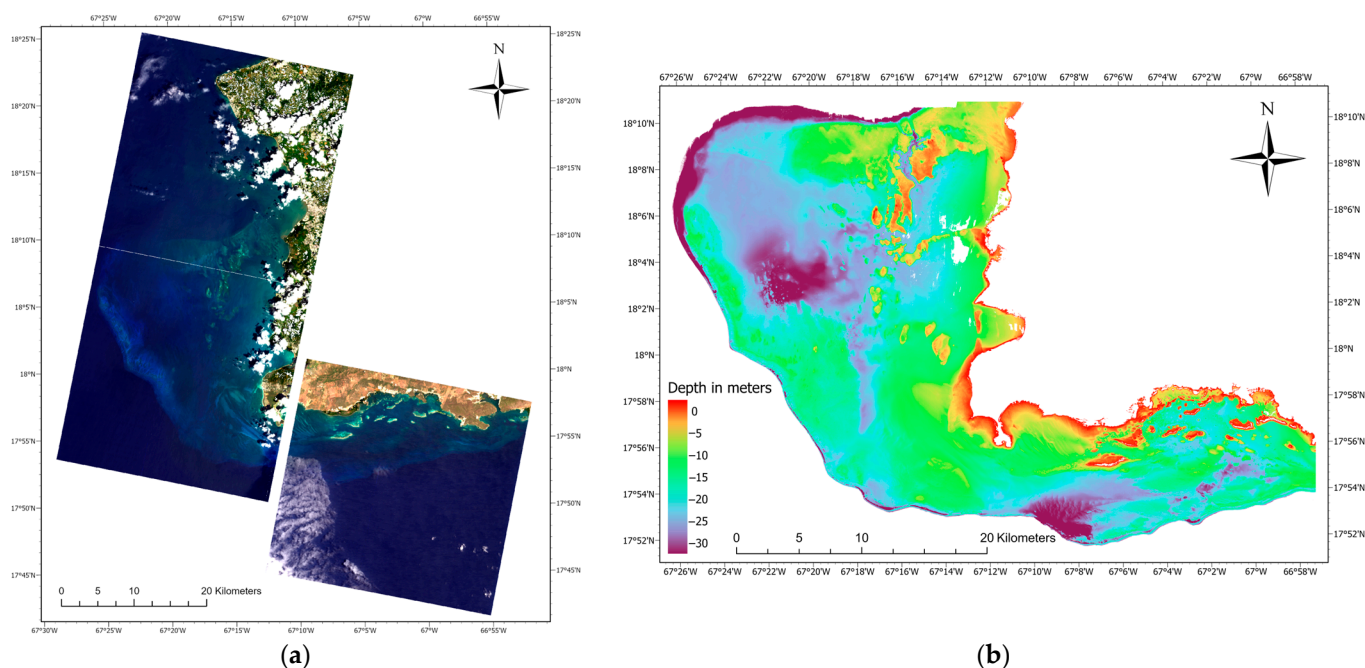 67°25'W 67°20'W 67°15'W 67°10'W 67°5'W 67°W 66°55'W
18°25'N 18°25'N
N
18°20'N 18°20'N
18°15'N 18°15'N
18°10'N 18°10'N
18°5'N 18°5'N
18°N 18°N
17°55'N 17°55'N
17°50'N 17°50'N
17°45'N 17°45'N
0 5 10 20 Kilometers
67°30'W 67°25'W 67°20'W 67°15'W 67°10'W 67°5'W 67°W 66°55'W
(a)
67°26'W 67°24'W 67°22'W 67°20'W 67°18'W 67°16'W 67°14'W 67°12'W 67°10'W 67°8'W 67°6'W 67°4'W 67°2'W 67°W 66°58'W
18°10'N 18°10'N
N
18°8'N 18°8'N
18°6'N 18°6'N
18°4'N 18°4'N
18°2'N 18°2'N
18°N 18°N
Depth in meters
0
-5
-10
-15
-20
-25
-30
17°58'N 17°58'N
17°56'N 17°56'N
17°54'N 17°54'N
17°52'N 17°52'N
0 5 10 20 Kilometers
67°26'W 67°24'W 67°22'W 67°20'W 67°18'W 67°16'W 67°14'W 67°12'W 67°10'W 67°8'W 67°6'W 67°4'W 67°2'W 67°W 66°58'W
(b)